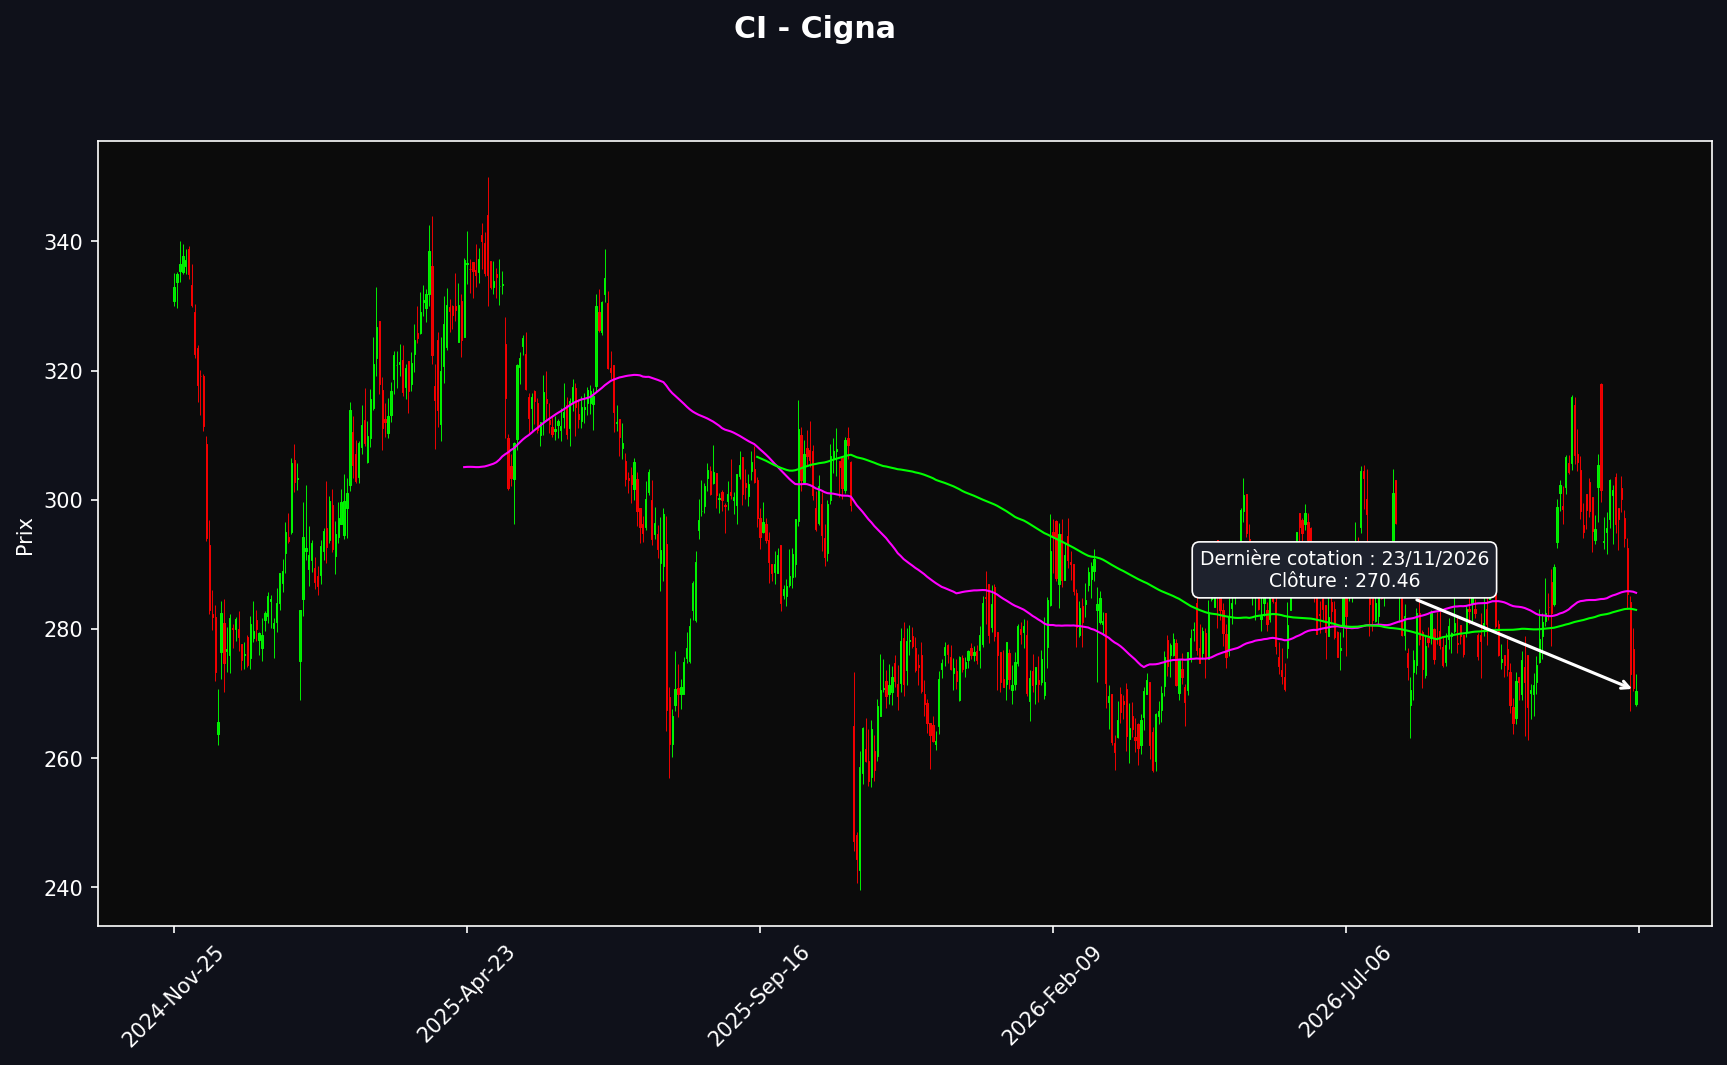 CI - Cigna
340
320
300
280
260
240
Prix
Dernière cotation : 23/11/2026
Clôture : 270.46
2024-Nov-25
2025-Apr-23
2025-Sep-16
2026-Feb-09
2026-Jul-06